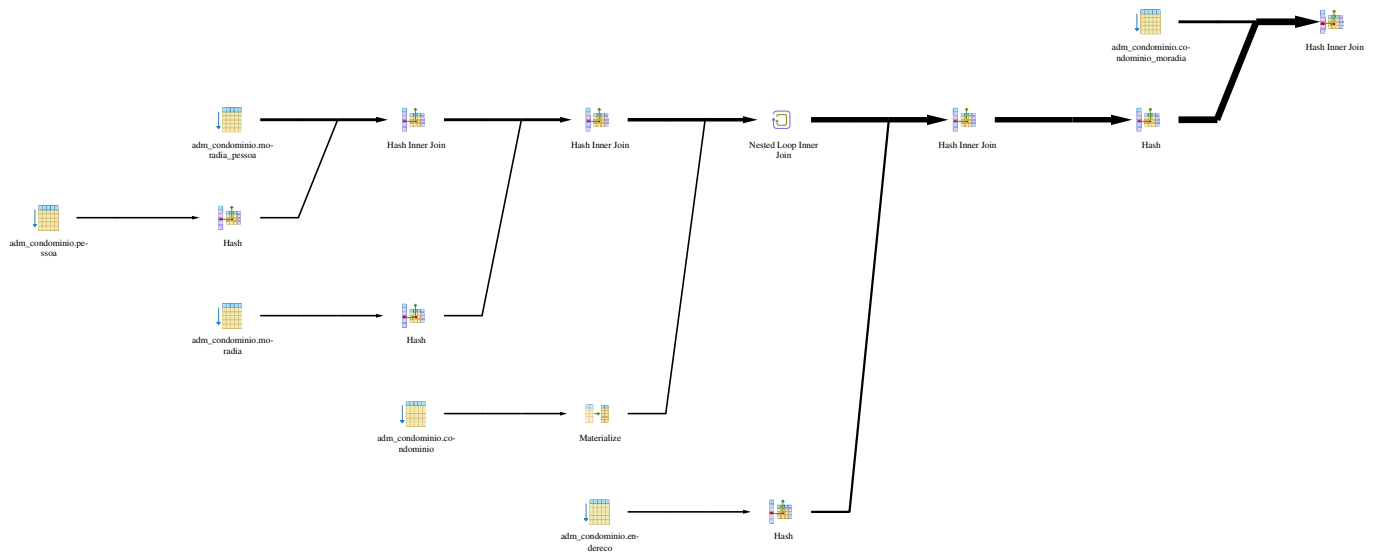 adm_condominio.co-
ndominio_moradia
Hash Inner Join
adm_condominio.mo-
radia_pessoa
Hash Inner Join
Hash Inner Join
Nested Loop Inner
Join
Hash Inner Join
Hash
adm_condominio.pe-
ssoa
Hash
adm_condominio.mo-
radia
Hash
adm_condominio.co-
ndominio
Materialize
adm_condominio.en-
dereco
Hash